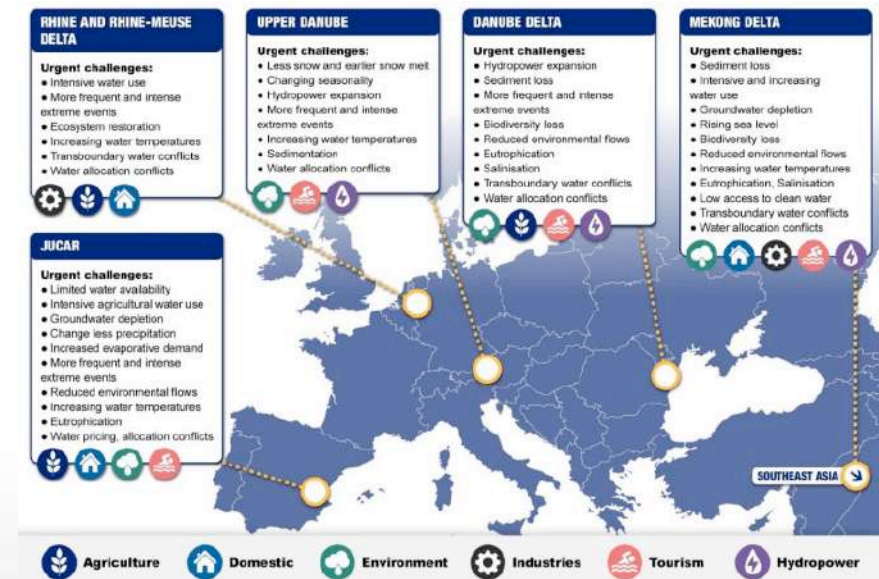 RHINE AND RHINE-MEUSE
DELTA
Urgent challenges:
● Intensive water use
● More frequent and intense
extreme events
● Ecosystem restoration
● Increasing water temperatures
● Transboundary water conflicts
● Water allocation conflicts
UPPER DANUBE
Urgent challenges:
● Less snow and earlier snow melt
● Changing seasonality
● Hydropower expansion
● More frequent and intense
extreme events
● Increasing water temperatures
● Sedimentation
● Water allocation conflicts
DANUBE DELTA
Urgent challenges:
● Hydropower expansion
● Sediment loss
● More frequent and intense
extreme events
● Biodiversity loss
● Reduced environmental flows
● Eutrophication
● Salinisation
● Transboundary water conflicts
● Water allocation conflicts
MEKONG DELTA
Urgent challenges:
● Sediment loss
● Intensive and increasing
water use
● Groundwater depletion
● Rising sea level
● Biodiversity loss
● Reduced environmental flows
● Increasing water temperatures
● Eutrophication, Salinisation
● Low access to clean water
● Transboundary water conflicts
● Water allocation conflicts
JUCAR
Urgent challenges:
● Limited water availability
● Intensive agricultural water use
● Groundwater depletion
● Change less precipitation
● Increased evaporative demand
● More frequent and intense
extreme events
● Reduced environmental flows
● Increasing water temperatures
● Eutrophication
● Water pricing, allocation conflicts
SOUTHEAST ASIA
Agriculture
Domestic
Environment
Industries
Tourism
Hydropower